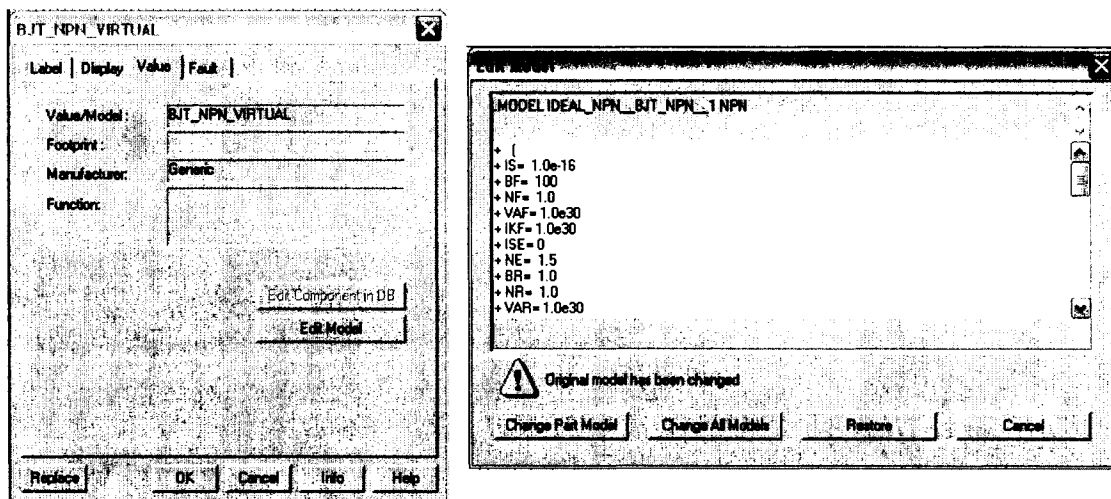 BJT_NPN_VIRTUAL
Label Display Value Fault
Value/Model: BJT_NPN_VIRTUAL
Footprint:
Manufacturer: Generic
Function:
Edit Component in DB
Edit Model
Replace OK Cancel Info Help
Edit Model
.MODEL IDEAL_NPN__BJT_NPN__1 NPN
+ (
+ IS= 1.0e-16
+ BF= 100
+ NF= 1.0
+ VAF= 1.0e30
+ IKF= 1.0e30
+ ISE= 0
+ NE= 1.5
+ BR= 1.0
+ NR= 1.0
+ VAR= 1.0e30
Original model has been changed
Change Part Model Change All Models Restore Cancel